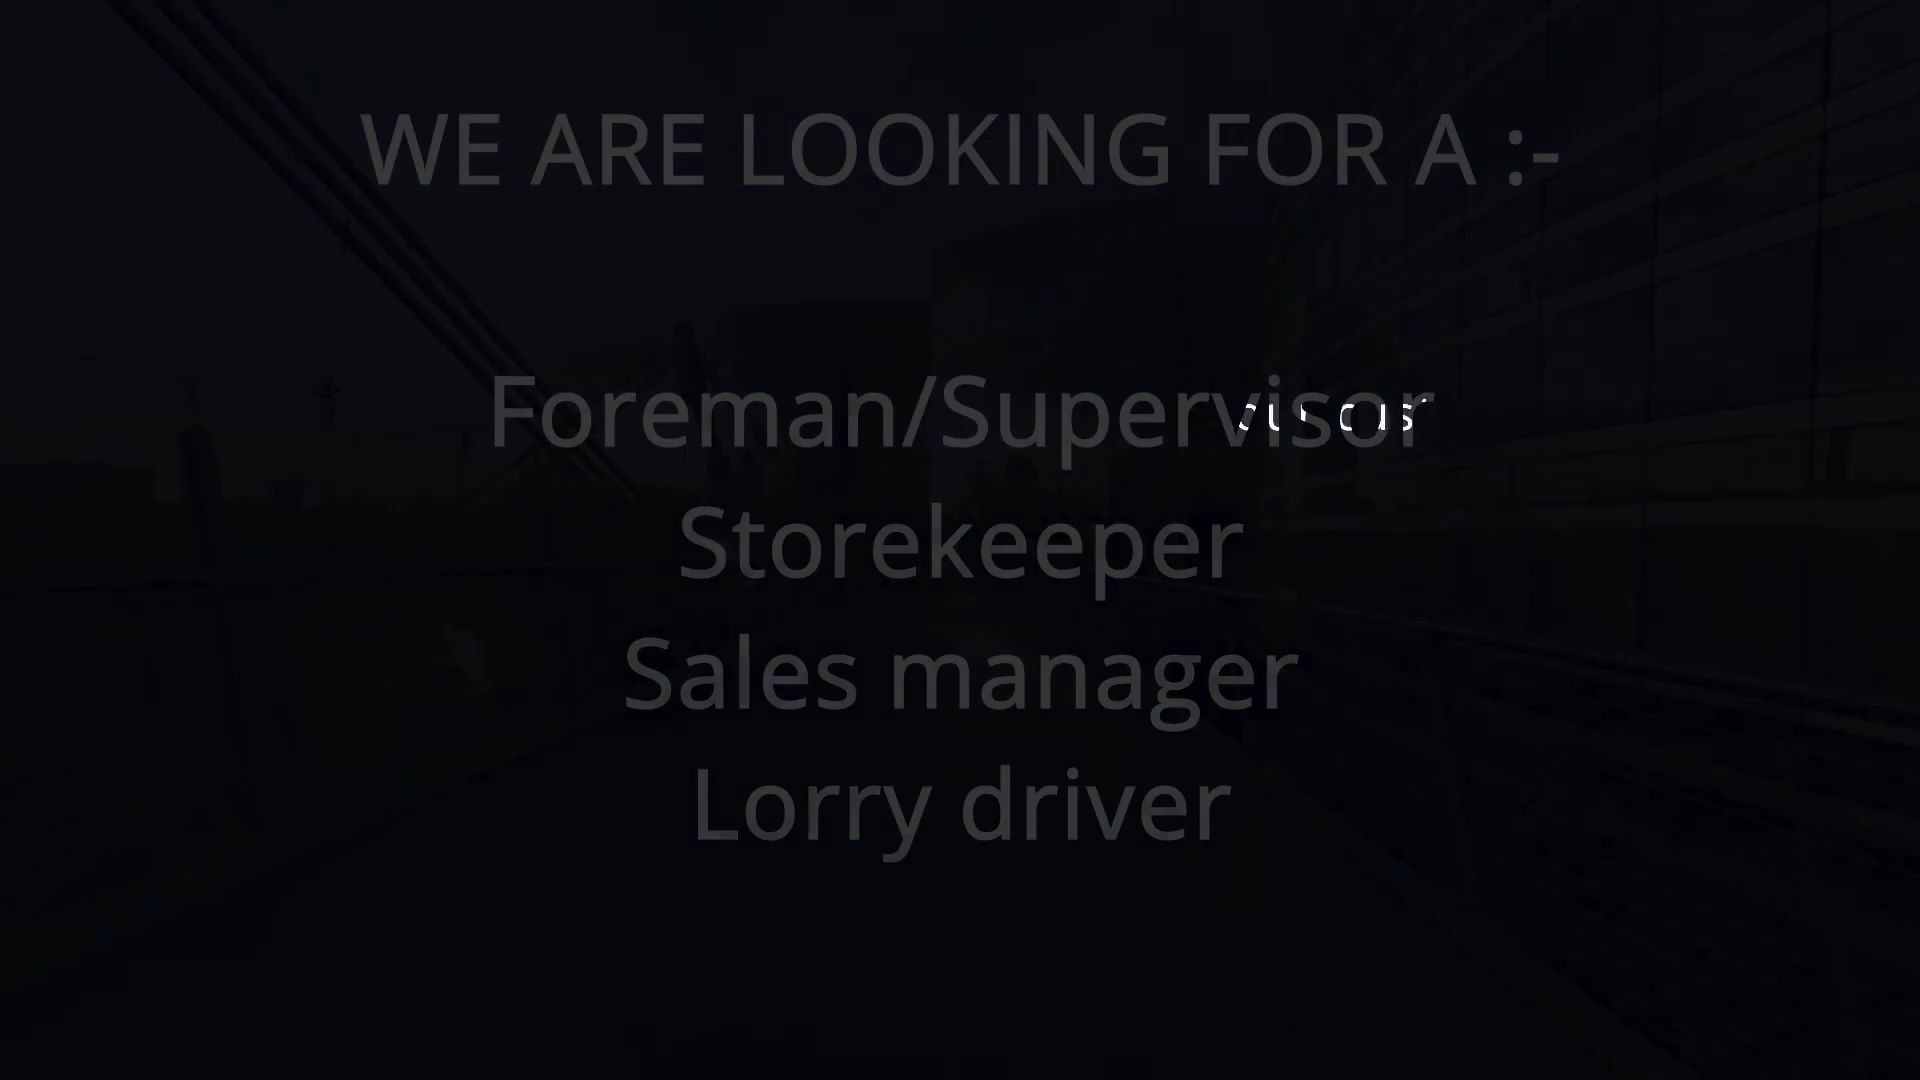 WE ARE LOOKING FOR A :-
Foreman/Supervisor
Storekeeper
Sales manager
Lorry driver